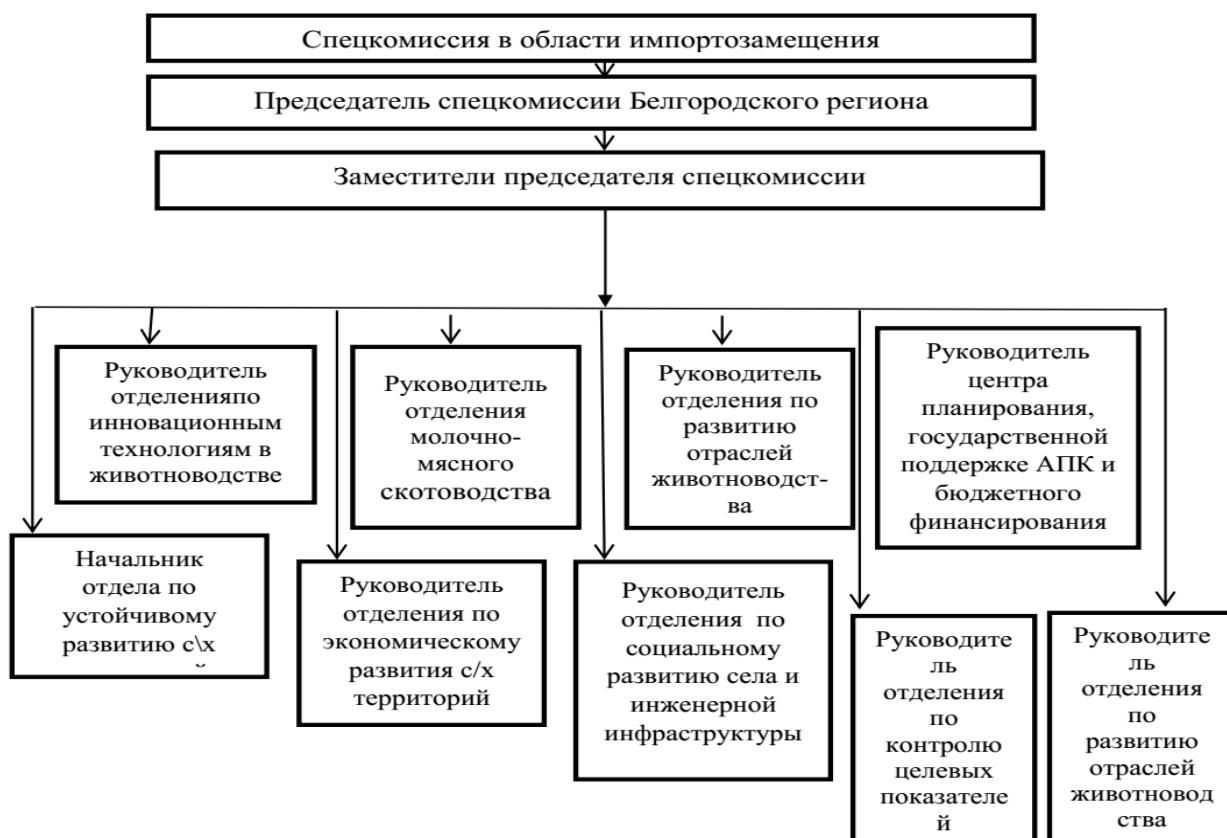 Спецкомиссия в области импортозамещения
Председатель спецкомиссии Белгородского региона
Заместители председателя спецкомиссии
Руководитель
отделенияпо
инновационным
технологиям в
животноводстве
Руководитель
отделения
молочно-
мясного
скотоводства
Руководитель
отделения по
развитию
отраслей
животноводст-
ва
Руководитель
центра
планирования,
государственной
поддержке АПК и
бюджетного
финансирования
Начальник
отдела по
устойчивому
развитию с\х
Руководитель
отделения по
экономическому
развития с/х
территорий
Руководитель
отделения по
социальному
развитию села и
инженерной
инфраструктуры
Руководите
ль
отделения
по
контролю
целевых
показателе
й
Руководите
ль
отделения
по
развитию
отраслей
животновод
ства